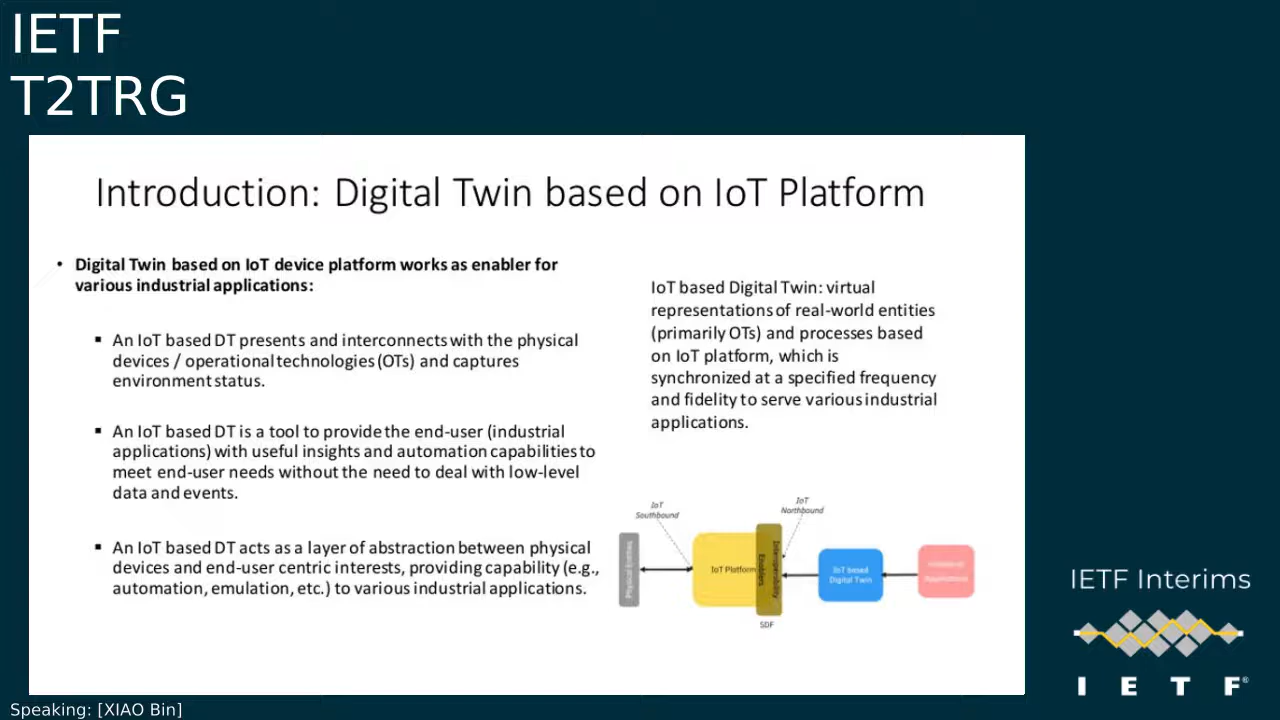 IETF
T2TRG
Introduction: Digital Twin based on IoT Platform
• Digital Twin based on IoT device platform works as enabler for
various industrial applications:
▪ An IoT based DT presents and interconnects with the physical
devices / operational technologies (OTs) and captures
environment status.
▪ An IoT based DT is a tool to provide the end-user (industrial
applications) with useful insights and automation capabilities to
meet end-user needs without the need to deal with low-level
data and events.
▪ An IoT based DT acts as a layer of abstraction between physical
devices and end-user centric interests, providing capability (e.g.,
automation, emulation, etc.) to various industrial applications.
IoT based Digital Twin: virtual
representations of real-world entities
(primarily OTs) and processes based
on IoT platform, which is
synchronized at a specified frequency
and fidelity to serve various industrial
applications.
IoT
Southbound
IoT
Northbound
Physical Entities
IoT Platform
Interoperability
Enablers
IoT based
Digital Twin
Applications
SDF
IETF Interims
I E T F®
Speaking: [XIAO Bin]